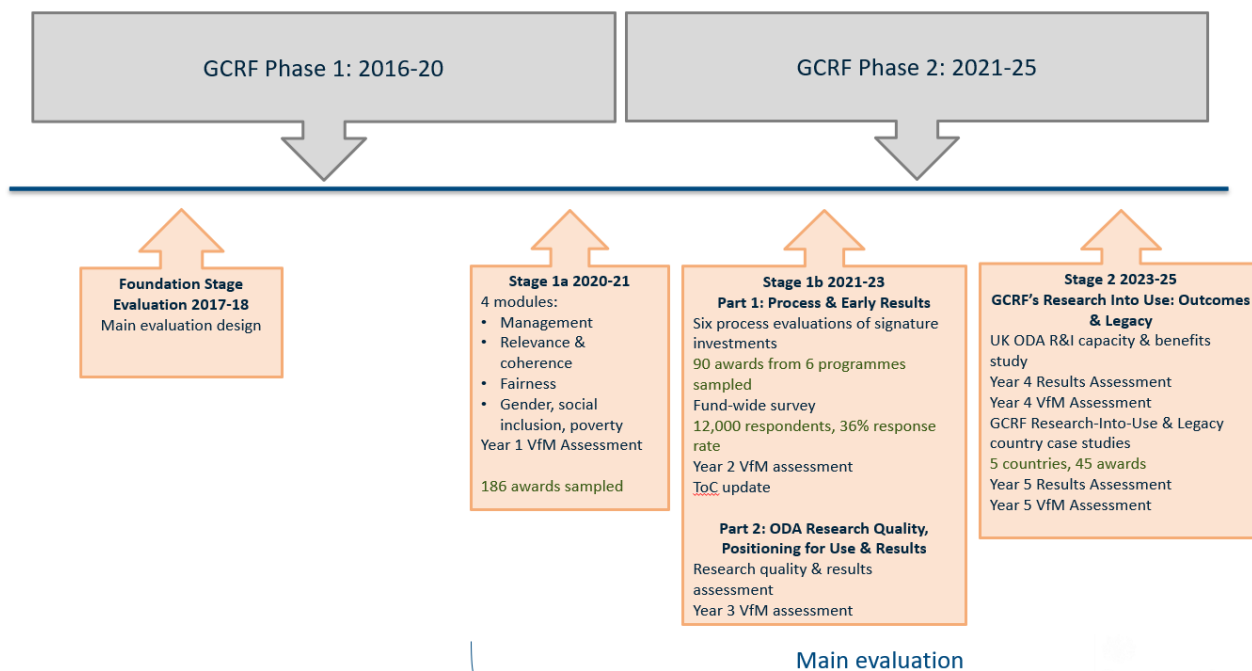 GCRF Phase 1: 2016-20
GCRF Phase 2: 2021-25
Foundation Stage
Evaluation 2017-18
Main evaluation design
Stage 1a 2020-21
4 modules:
• Management
• Relevance &
coherence
• Fairness
• Gender, social
inclusion, poverty
Year 1 VfM Assessment
186 awards sampled
Stage 1b 2021-23
Part 1: Process & Early Results
Six process evaluations of signature
investments
90 awards from 6 programmes
sampled
Fund-wide survey
12,000 respondents, 36% response
rate
Year 2 VfM assessment
ToC update
Part 2: ODA Research Quality,
Positioning for Use & Results
Research quality & results
assessment
Year 3 VfM assessment
Stage 2 2023-25
GCRF’s Research Into Use: Outcomes
& Legacy
UK ODA R&I capacity & benefits
study
Year 4 Results Assessment
Year 4 VfM Assessment
GCRF Research-Into-Use & Legacy
country case studies
5 countries, 45 awards
Year 5 Results Assessment
Year 5 VfM Assessment
Main evaluation